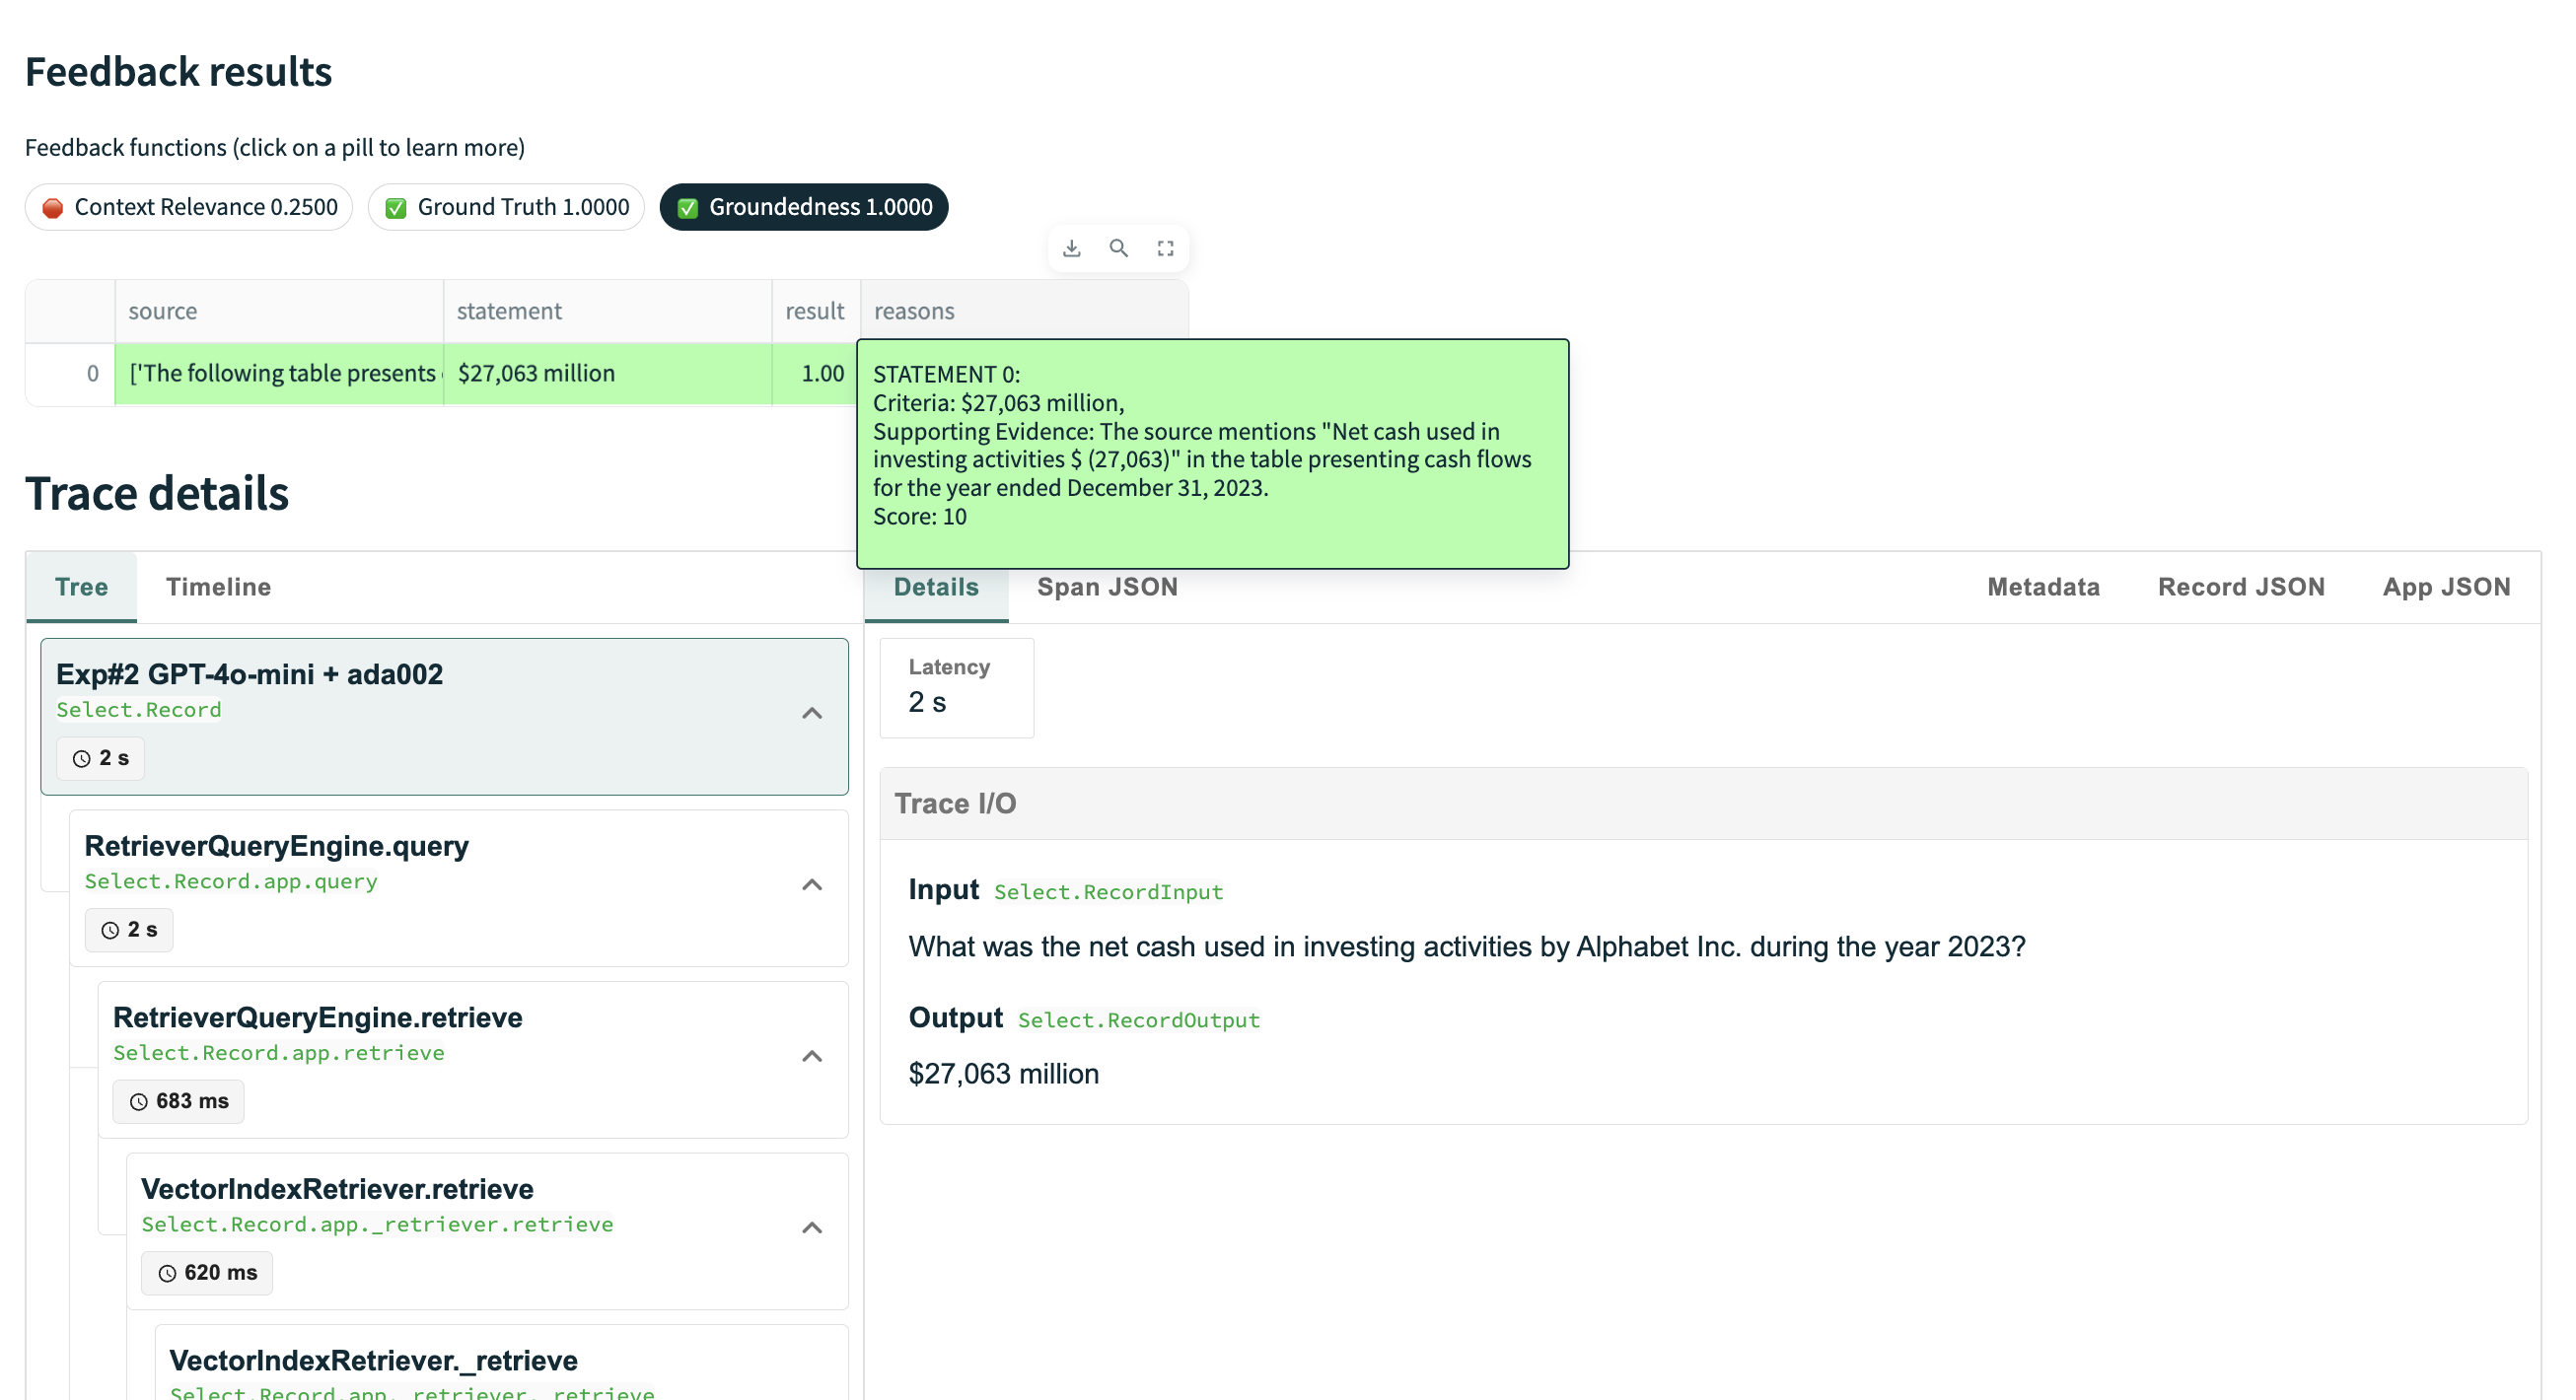 Feedback results
Feedback functions (click on a pill to learn more)
Context Relevance 0.2500
Ground Truth 1.0000
Groundedness 1.0000
source statement result reasons
0 ['The following table presents $27,063 million 1.00
STATEMENT 0:
Criteria: $27,063 million,
Supporting Evidence: The source mentions "Net cash used in
investing activities $ (27,063)" in the table presenting cash flows
for the year ended December 31, 2023.
Score: 10
Trace details
Tree Timeline
Details Span JSON Metadata Record JSON App JSON
Exp#2 GPT-4o-mini + ada002
Select.Record
2 s
RetrieverQueryEngine.query
Select.Record.app.query
2 s
RetrieverQueryEngine.retrieve
Select.Record.app.retrieve
683 ms
VectorIndexRetriever.retrieve
Select.Record.app._retriever.retrieve
620 ms
VectorIndexRetriever._retrieve
Select.Record.app._retriever._retrieve
Latency
2 s
Trace I/O
Input Select.RecordInput
What was the net cash used in investing activities by Alphabet Inc. during the year 2023?
Output Select.RecordOutput
$27,063 million